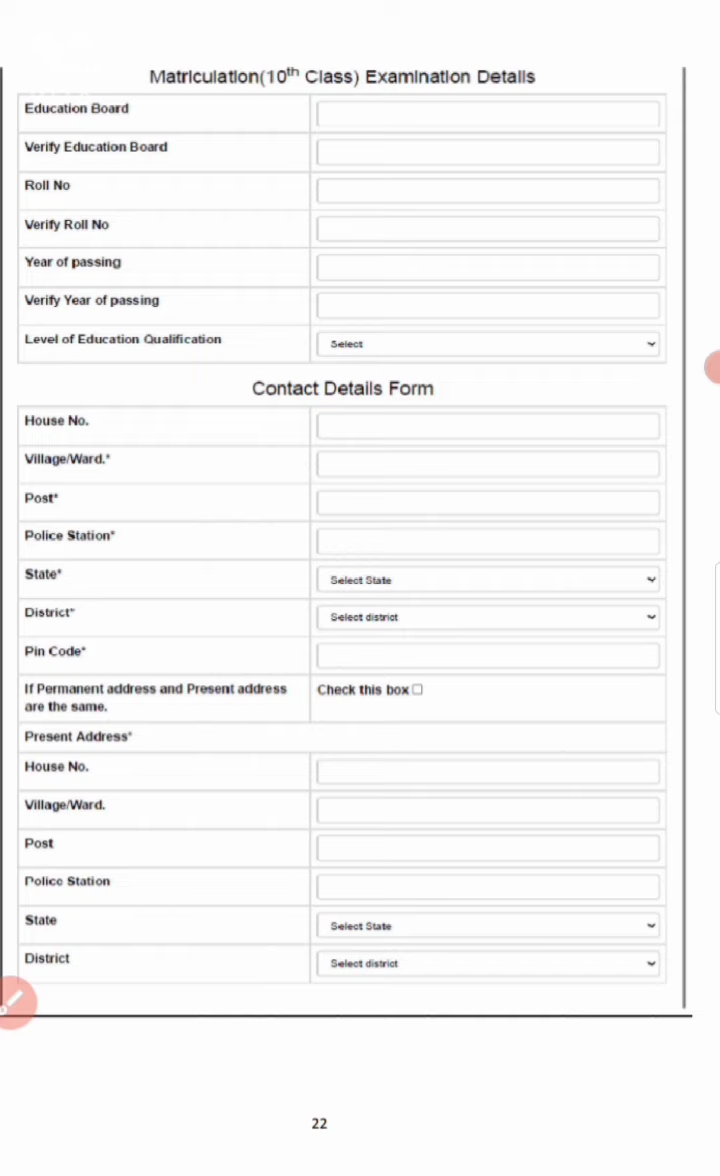 Matriculation(10th Class) Examination Details
Education Board
Verify Education Board
Roll No
Verify Roll No
Year of passing
Verify Year of passing
Level of Education Qualification Select
Contact Details Form
House No.
Village/Ward.*
Post*
Police Station*
State* Select State
District* Select district
Pin Code*
If Permanent address and Present address Check this box
are the same.
Present Address*
House No.
Village/Ward.
Post
Police Station
State Select State
District Select district
22